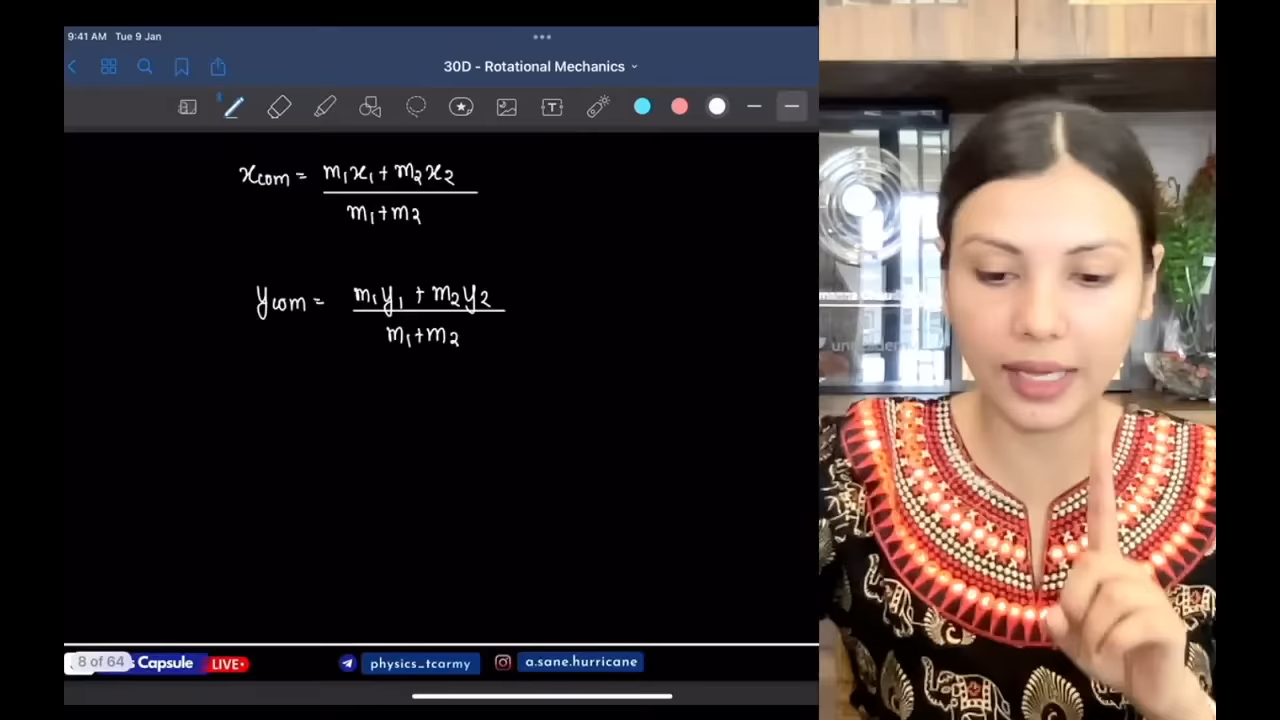 9:41 AM Tue 9 Jan
30D - Rotational Mechanics
T
xcom = m₁x₁ + m₂x₂
m₁+m₂
ycom = m₁y₁ + m₂y₂
m₁+m₂
8 of 64 s Capsule LIVE
physics_tcarmy a.sane.hurricane